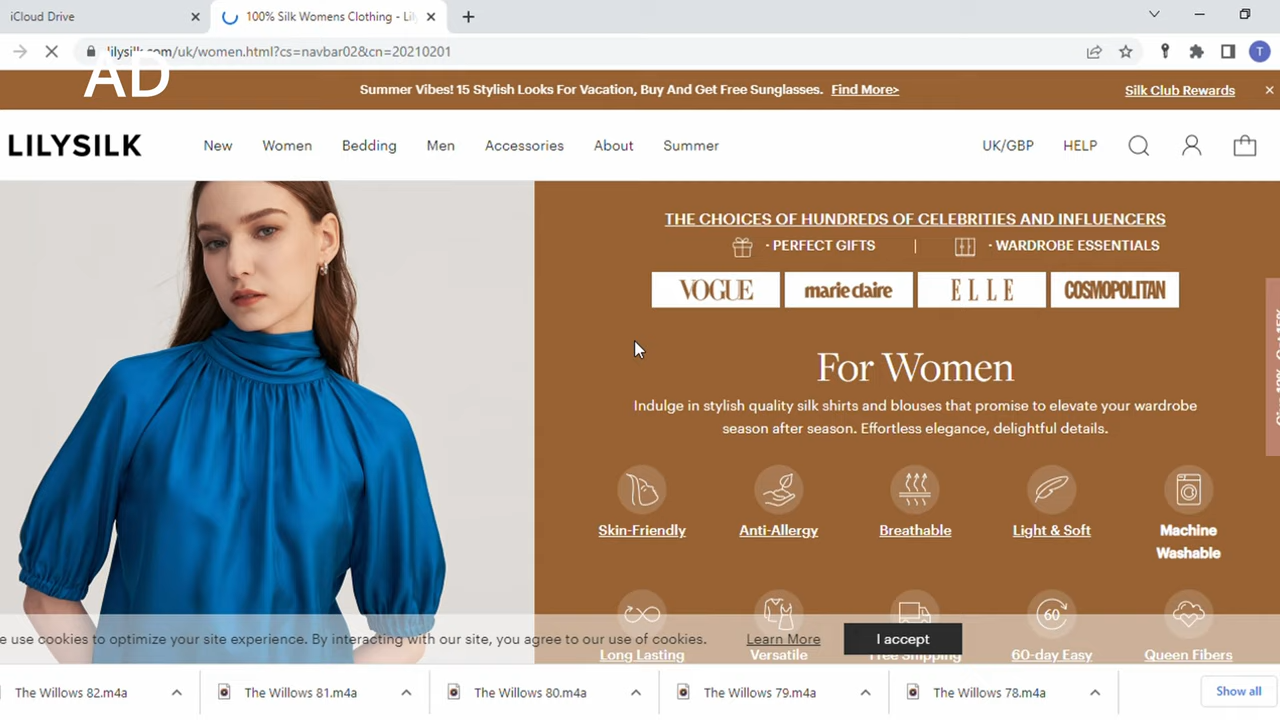 iCloud Drive
100% Silk Womens Clothing - Lil
lilysilk.com/uk/women.html?cs=navbar02&cn=20210201
T
AD
Summer Vibes! 15 Stylish Looks For Vacation, Buy And Get Free Sunglasses. Find More>
Silk Club Rewards
LILYSILK
New
Women
Bedding
Men
Accessories
About
Summer
UK/GBP
HELP
THE CHOICES OF HUNDREDS OF CELEBRITIES AND INFLUENCERS
· PERFECT GIFTS | · WARDROBE ESSENTIALS
VOGUE
marie claire
ELLE
COSMOPOLITAN
For Women
Indulge in stylish quality silk shirts and blouses that promise to elevate your wardrobe
season after season. Effortless elegance, delightful details.
Skin-Friendly
Anti-Allergy
Breathable
Light & Soft
Machine
Washable
60
Long Lasting
Versatile
Free Shipping
60-day Easy
Queen Fibers
e use cookies to optimize your site experience. By interacting with our site, you agree to our use of cookies.
Learn More
I accept
The Willows 82.m4a
The Willows 81.m4a
The Willows 80.m4a
The Willows 79.m4a
The Willows 78.m4a
Show all